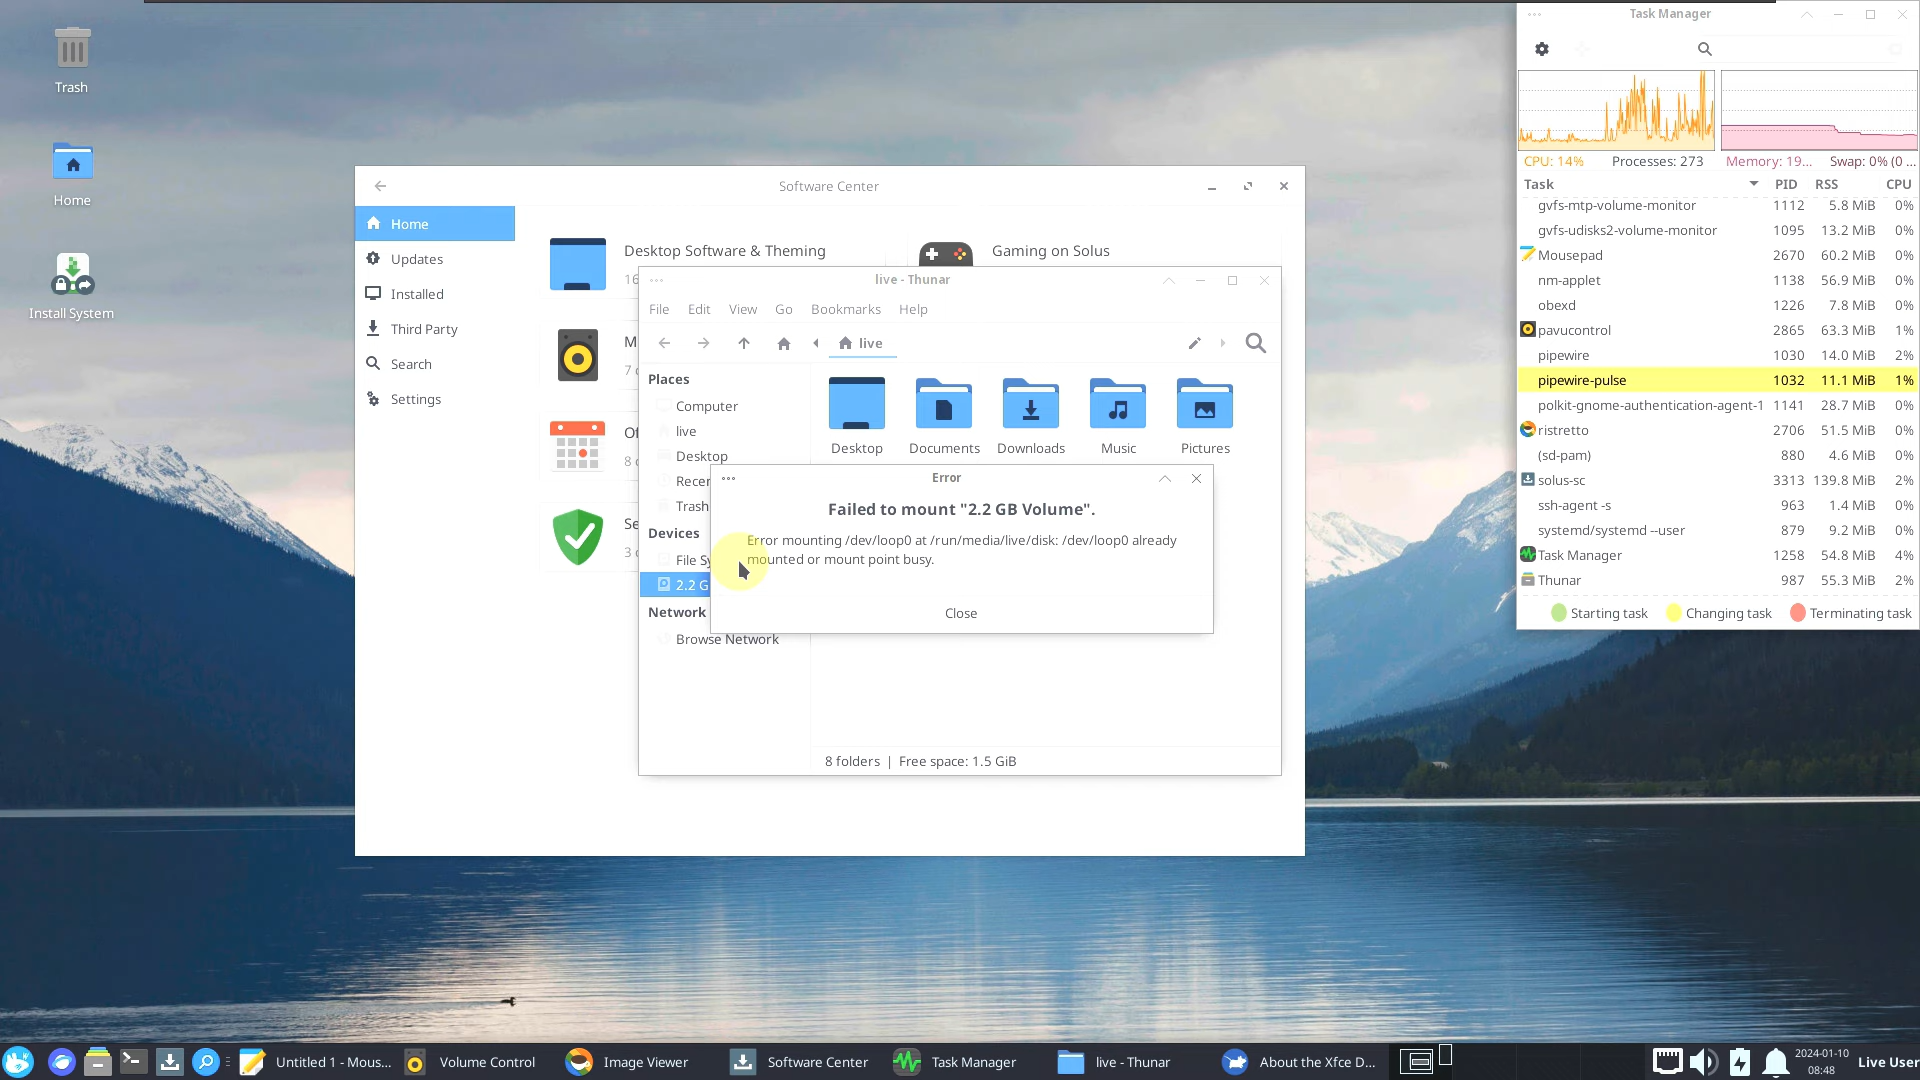 Task Manager
Trash
Home
Install System
Software Center
Home
Updates
Installed
Third Party
Search
Settings
Desktop Software & Theming
Gaming on Solus
16
M
7
Of
8
Se
3
live - Thunar
File Edit View Go Bookmarks Help
live
Places
Computer
live
Desktop
Recen
Trash
Devices
File Sy
2.2 G
Network
Browse Network
Desktop Documents Downloads Music Pictures
8 folders | Free space: 1.5 GiB
Error
Failed to mount "2.2 GB Volume".
Error mounting /dev/loop0 at /run/media/live/disk: /dev/loop0 already
mounted or mount point busy.
Close
CPU: 14% Processes: 273 Memory: 19... Swap: 0% (0 ...
Task PID RSS CPU
gvfs-mtp-volume-monitor 1112 5.8 MiB 0%
gvfs-udisks2-volume-monitor 1095 13.2 MiB 0%
Mousepad 2670 60.2 MiB 0%
nm-applet 1138 56.9 MiB 0%
obexd 1226 7.8 MiB 0%
pavucontrol 2865 63.3 MiB 1%
pipewire 1030 14.0 MiB 2%
pipewire-pulse 1032 11.1 MiB 1%
polkit-gnome-authentication-agent-1 1141 28.7 MiB 0%
ristretto 2706 51.5 MiB 0%
(sd-pam) 880 4.6 MiB 0%
solus-sc 3313 139.8 MiB 2%
ssh-agent -s 963 1.4 MiB 0%
systemd/systemd --user 879 9.2 MiB 0%
Task Manager 1258 54.8 MiB 4%
Thunar 987 55.3 MiB 2%
Starting task Changing task Terminating task
Untitled 1 - Mous... Volume Control Image Viewer Software Center Task Manager live - Thunar About the Xfce D...
2024-01-10
08:48
Live User